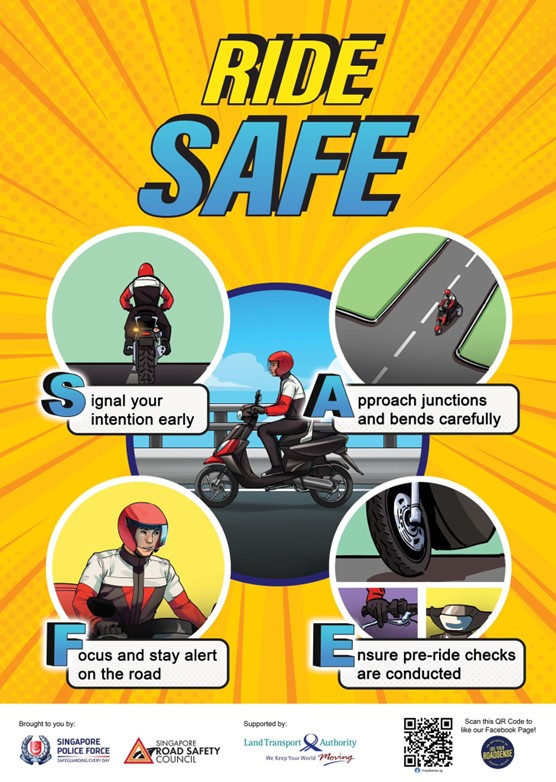 RIDE
SAFE
Signal your
intention early
Approach junctions
and bends carefully
Focus and stay alert
on the road
Ensure pre-ride checks
are conducted
Brought to you by:
SINGAPORE
POLICE FORCE
SAFEGUARDING EVERY DAY
SINGAPORE
ROAD SAFETY
COUNCIL
Supported by:
Land Transport Authority
We Keep Your World Moving
Scan this QR Code to
like our Facebook Page!
USE YOUR
ROADSENSE